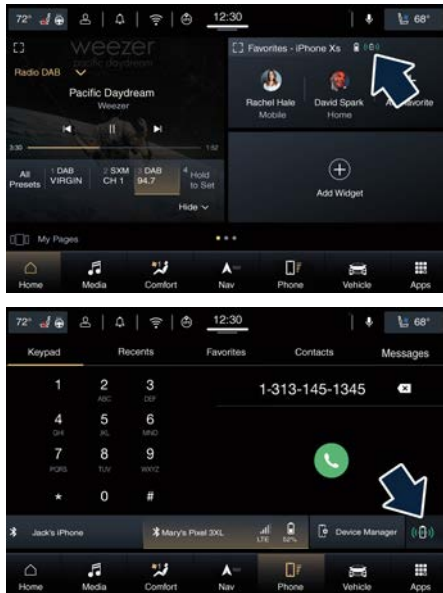 72°
12:30
68°
weezer
pacific daydream
Favorites - iPhone Xs
Radio DAB
Pacific Daydream
Weezer
Rachel Hale
Mobile
David Spark
Home
Favorite
3:30
1:52
All Presets
1 DAB VIRGIN
2 SXM CH 1
3 DAB 94.7
4 Hold to Set
Hide
Add Widget
My Pages
Home
Media
Comfort
Nav
Phone
Vehicle
Apps
72°
12:30
68°
Keypad
Recents
Favorites
Contacts
Messages
1
2
ABC
3
DEF
1-313-145-1345
4
GHI
5
JKL
6
MNO
7
PQRS
8
TUV
9
WXYZ
*
0
#
Jack's iPhone
Mary's Pixel 3XL
LTE
52%
Device Manager
Home
Media
Comfort
Nav
Phone
Vehicle
Apps